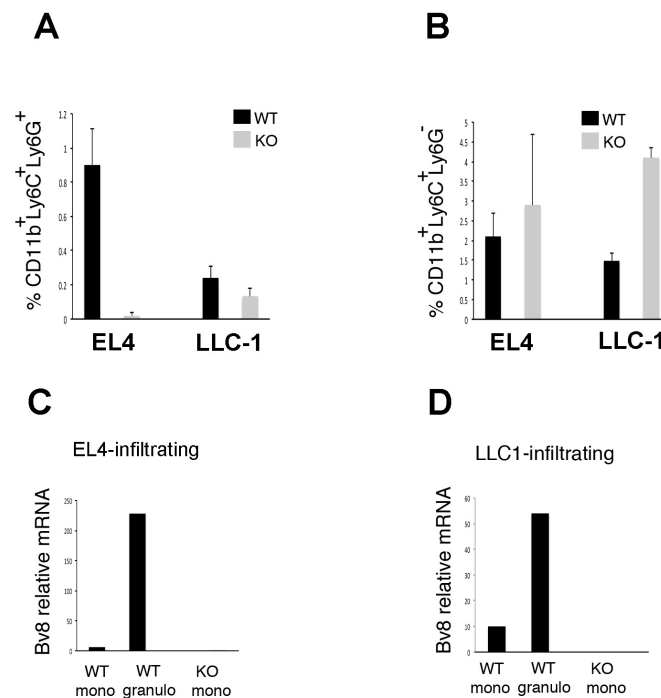 A
% CD11b+Ly6C+Ly6G+
1.2
1
0.8
0.6
0.4
0.2
0
WT
KO
EL4 LLC-1
B
% CD11b+Ly6C+Ly6G-
5
4.5
4
3.5
3
2.5
2
1.5
1
0.5
0
WT
KO
EL4 LLC-1
C
EL4-infiltrating
Bv8 relative mRNA
250
200
150
100
50
0
WT WT KO
mono granulo mono
D
LLC1-infiltrating
Bv8 relative mRNA
60
50
40
30
20
10
0
WT WT KO
mono granulo mono